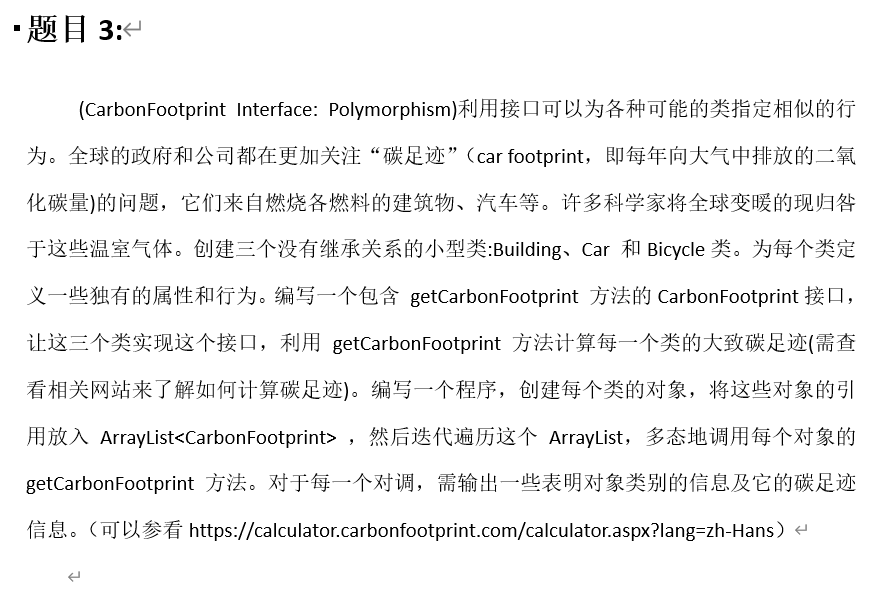 题目 3:
(CarbonFootprint Interface: Polymorphism)利用接口可以为各种可能的类指定相似的行
为。全球的政府和公司都在更加关注“碳足迹”（car footprint，即每年向大气中排放的二氧
化碳量)的问题，它们来自燃烧各燃料的建筑物、汽车等。许多科学家将全球变暖的现归咎
于这些温室气体。创建三个没有继承关系的小型类:Building、Car 和 Bicycle 类。为每个类定
义一些独有的属性和行为。编写一个包含 getCarbonFootprint 方法的 CarbonFootprint 接口，
让这三个类实现这个接口，利用 getCarbonFootprint 方法计算每一个类的大致碳足迹(需查
看相关网站来了解如何计算碳足迹)。编写一个程序，创建每个类的对象，将这些对象的引
用放入 ArrayList<CarbonFootprint> ，然后迭代遍历这个 ArrayList，多态地调用每个对象的
getCarbonFootprint 方法。对于每一个对调，需输出一些表明对象类别的信息及它的碳足迹
信息。（可以参看 https://calculator.carbonfootprint.com/calculator.aspx?lang=zh-Hans）